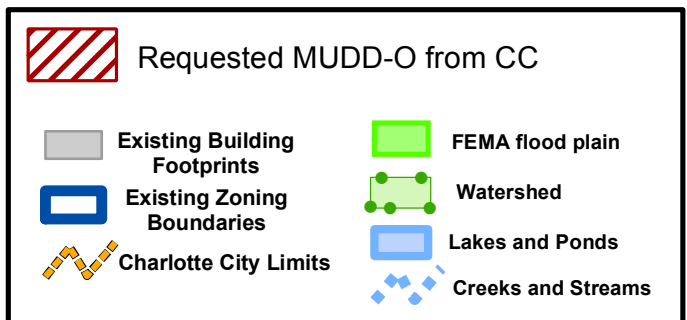 Requested MUDD-O from CC
Existing Building
Footprints
Existing Zoning
Boundaries
Charlotte City Limits
FEMA flood plain
Watershed
Lakes and Ponds
Creeks and Streams